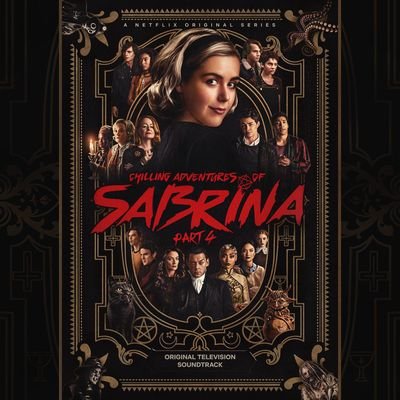 A NETFLIX ORIGINAL SERIES
CHILLING ADVENTURES OF
SABRINA
PART 4
ORIGINAL TELEVISION
SOUNDTRACK